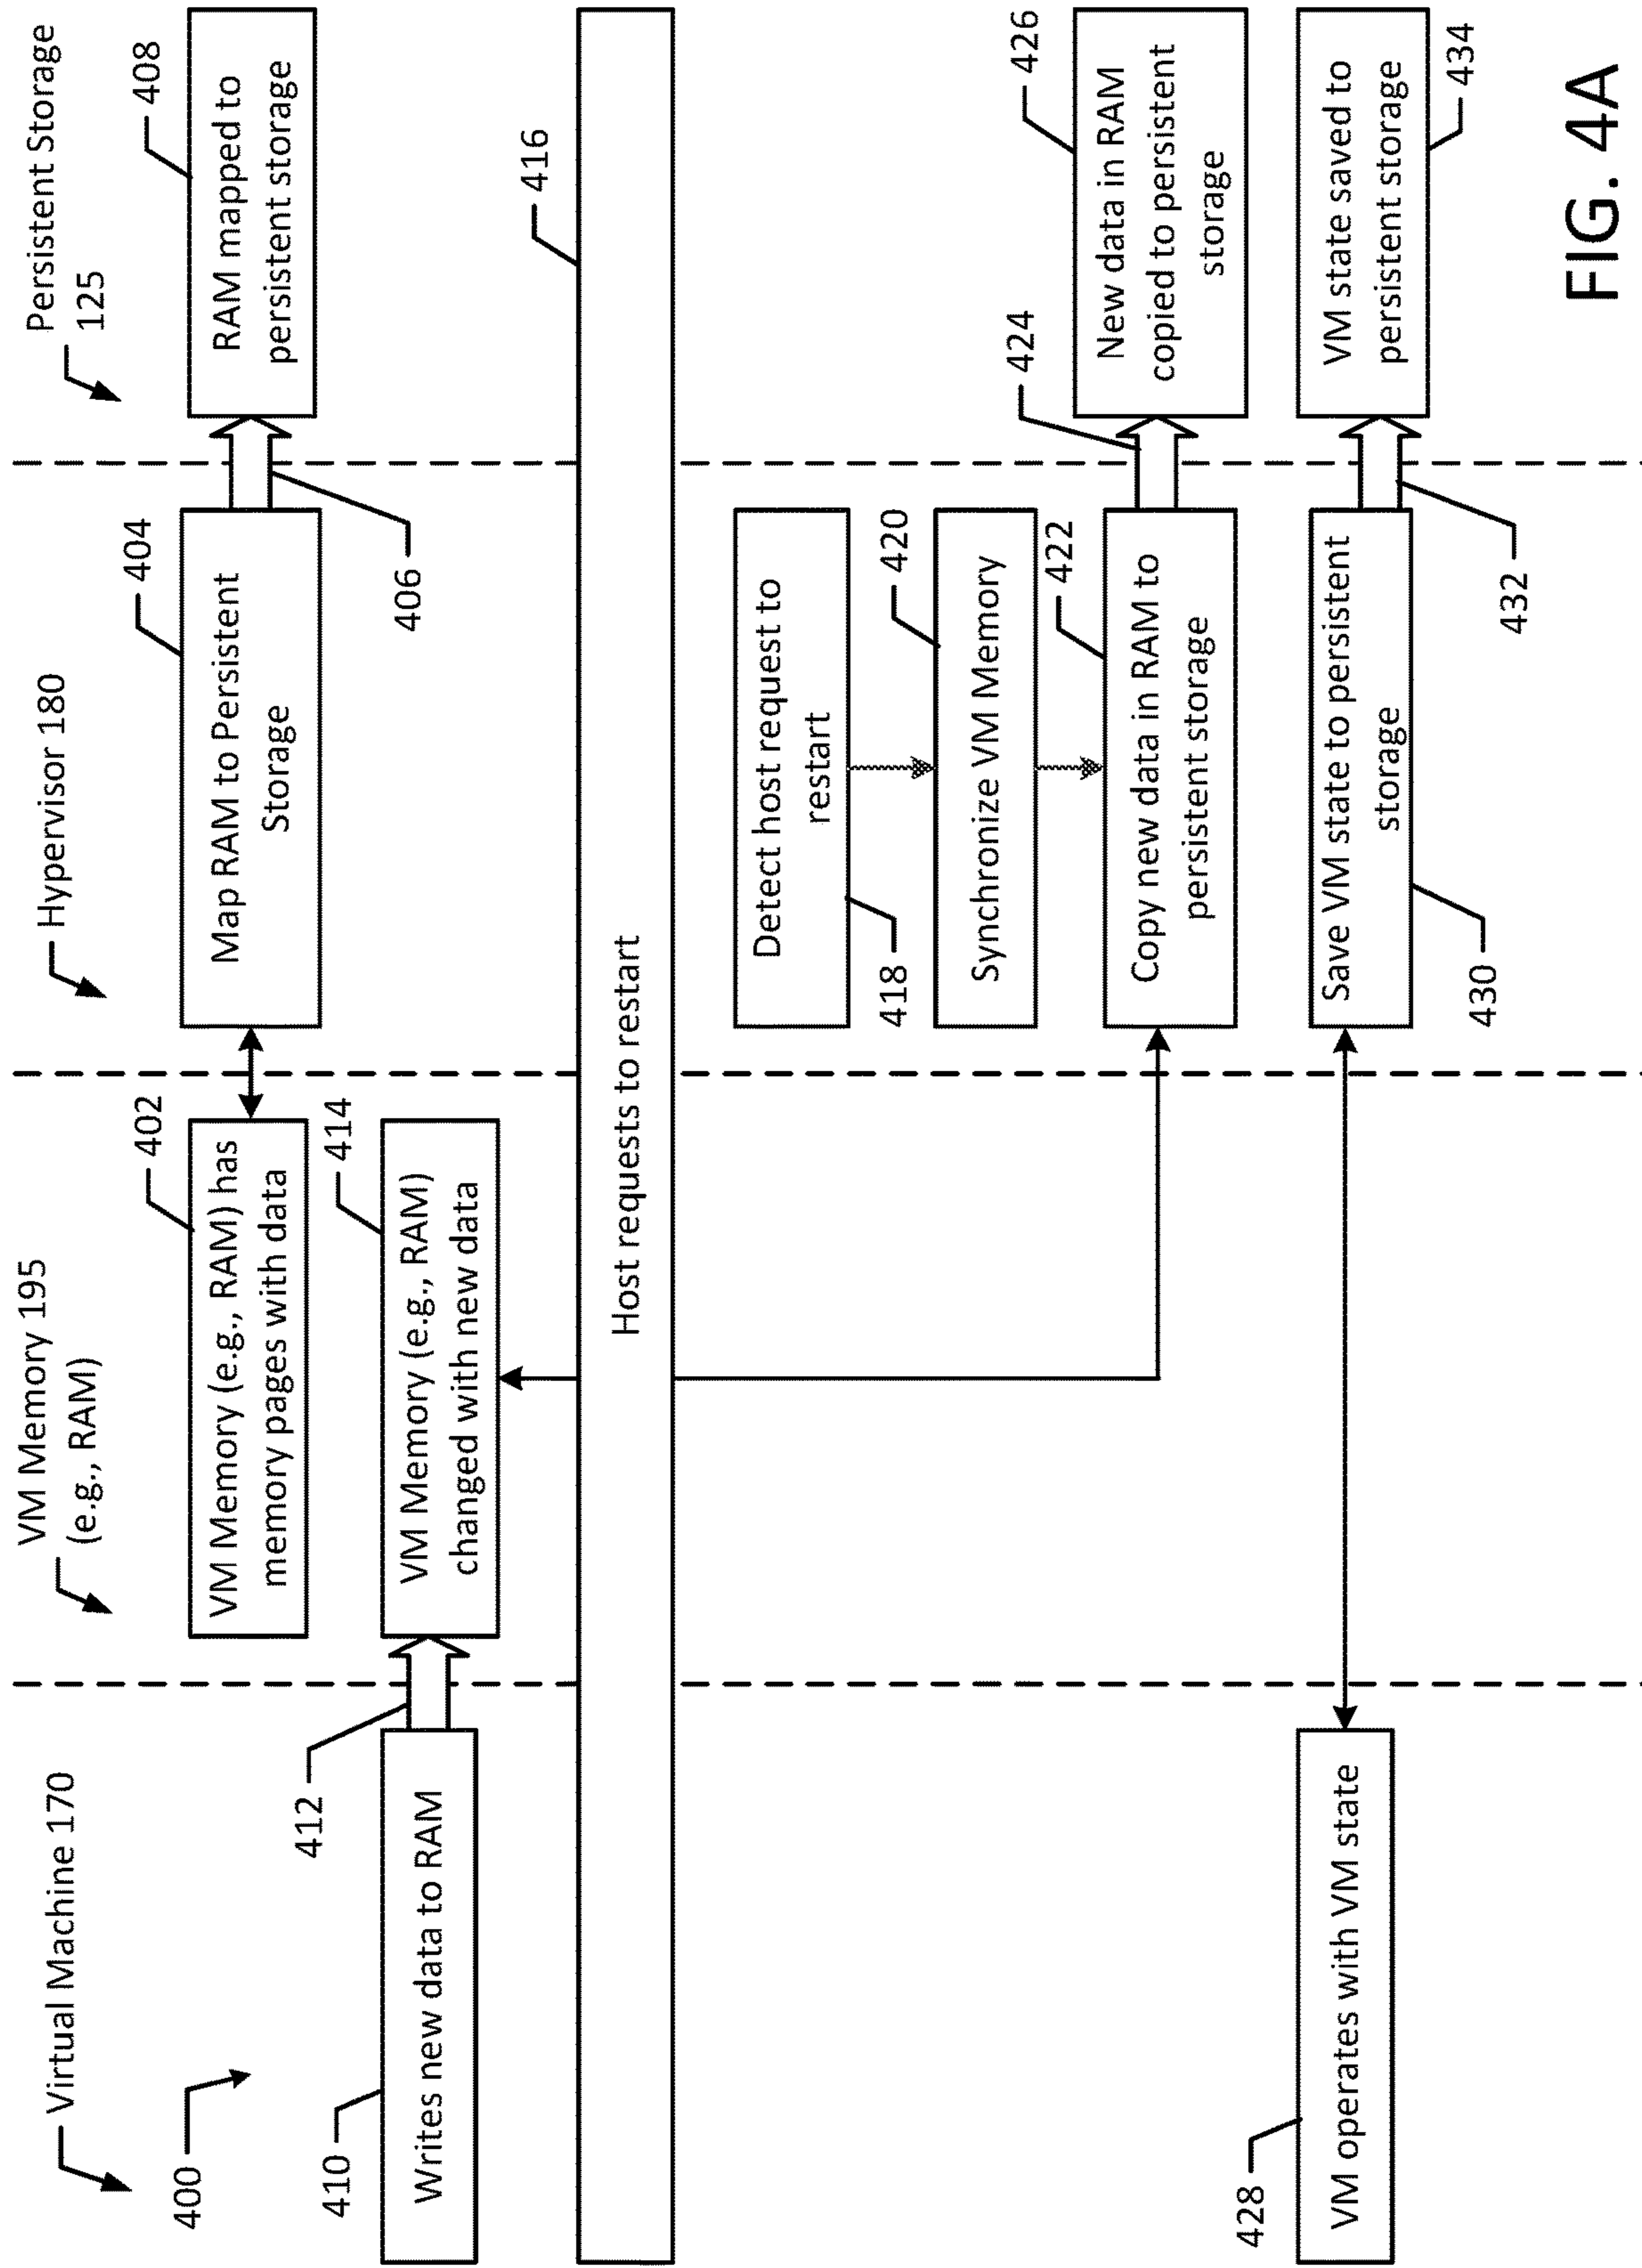 Virtual Machine 170
VM Memory 195
(e.g., RAM)
Hypervisor 180
Persistent Storage
125
400
402
VM Memory (e.g., RAM) has
memory pages with data
404
Map RAM to Persistent
Storage
406
408
RAM mapped to
persistent storage
410
Writes new data to RAM
412
414
VM Memory (e.g., RAM)
changed with new data
416
Host requests to restart
Detect host request to
restart
418
420
Synchronize VM Memory
422
Copy new data in RAM to
persistent storage
424
426
New data in RAM
copied to persistent
storage
428
VM operates with VM state
Save VM state to persistent
storage
430
432
VM state saved to
persistent storage
434
FIG. 4A